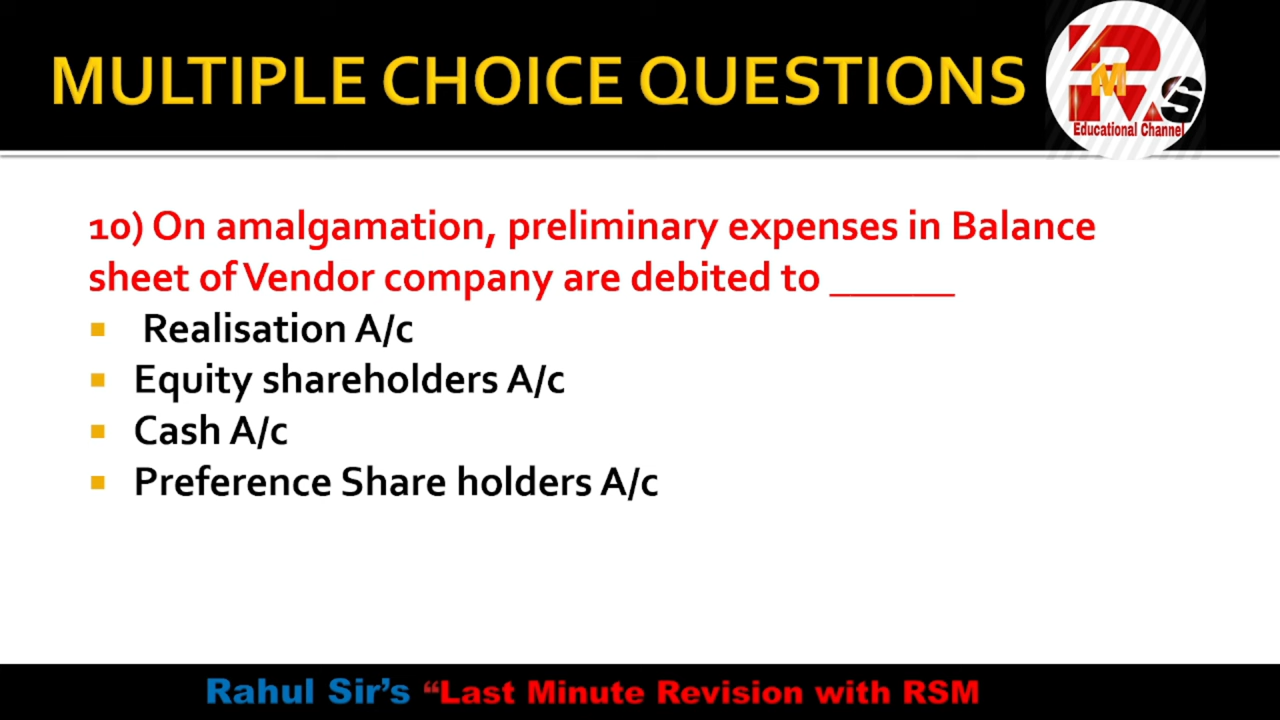 MULTIPLE CHOICE QUESTIONS
RMS
Educational Channel
10) On amalgamation, preliminary expenses in Balance
sheet of Vendor company are debited to ______
Realisation A/c
Equity shareholders A/c
Cash A/c
Preference Share holders A/c
Rahul Sir's “Last Minute Revision with RSM